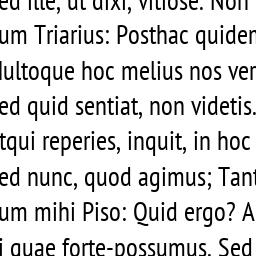 ed ille, ut dixi, vitiose. Non
um Triarius: Posthac quiden
ultoque hoc melius nos ver
ed quid sentiat, non videtis.
tqui reperies, inquit, in hoc
ed nunc, quod agimus; Tant
um mihi Piso: Quid ergo? A
i quae forte-possumus. Sed